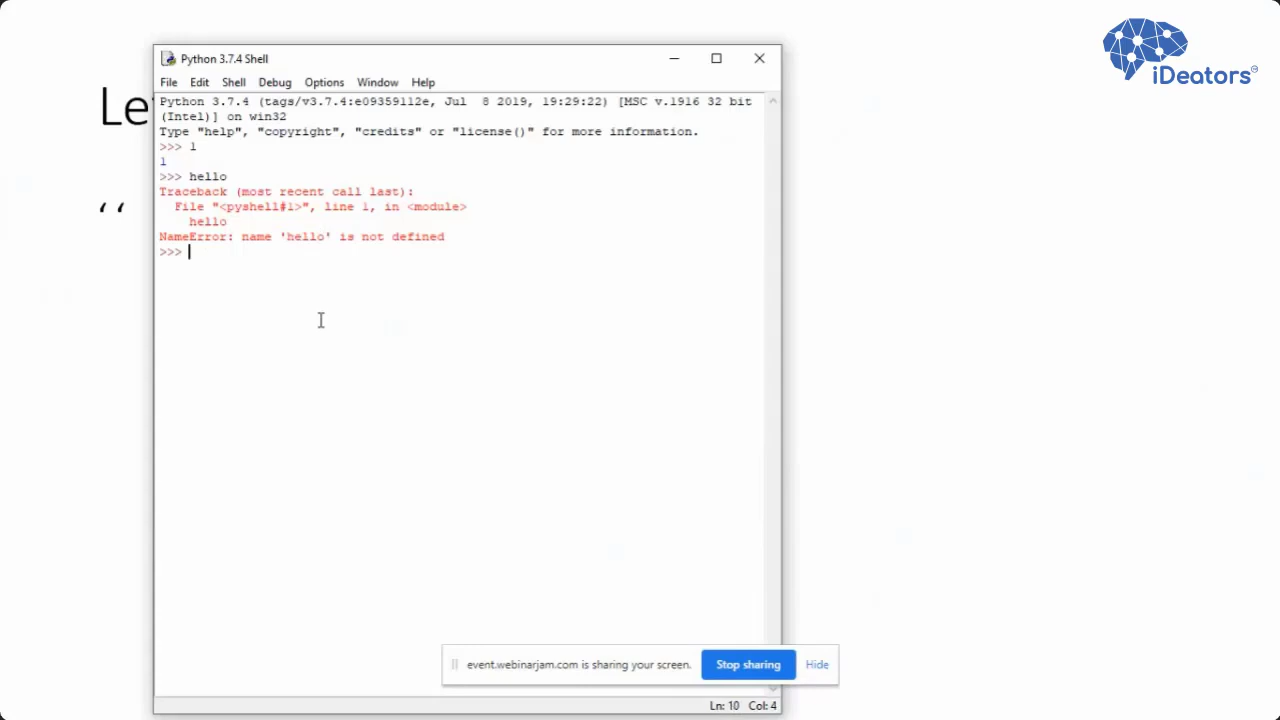 iDeators
Le
Python 3.7.4 Shell
File Edit Shell Debug Options Window Help
Python 3.7.4 (tags/v3.7.4:e09359112e, Jul 8 2019, 19:29:22) [MSC v.1916 32 bit
(Intel)] on win32
Type "help", "copyright", "credits" or "license()" for more information.
>>> 1
1
>>> hello
Traceback (most recent call last):
File "<pyshell#1>", line 1, in <module>
hello
NameError: name 'hello' is not defined
>>>
‘‘
event.webinarjam.com is sharing your screen. Stop sharing Hide
Ln: 10 Col: 4